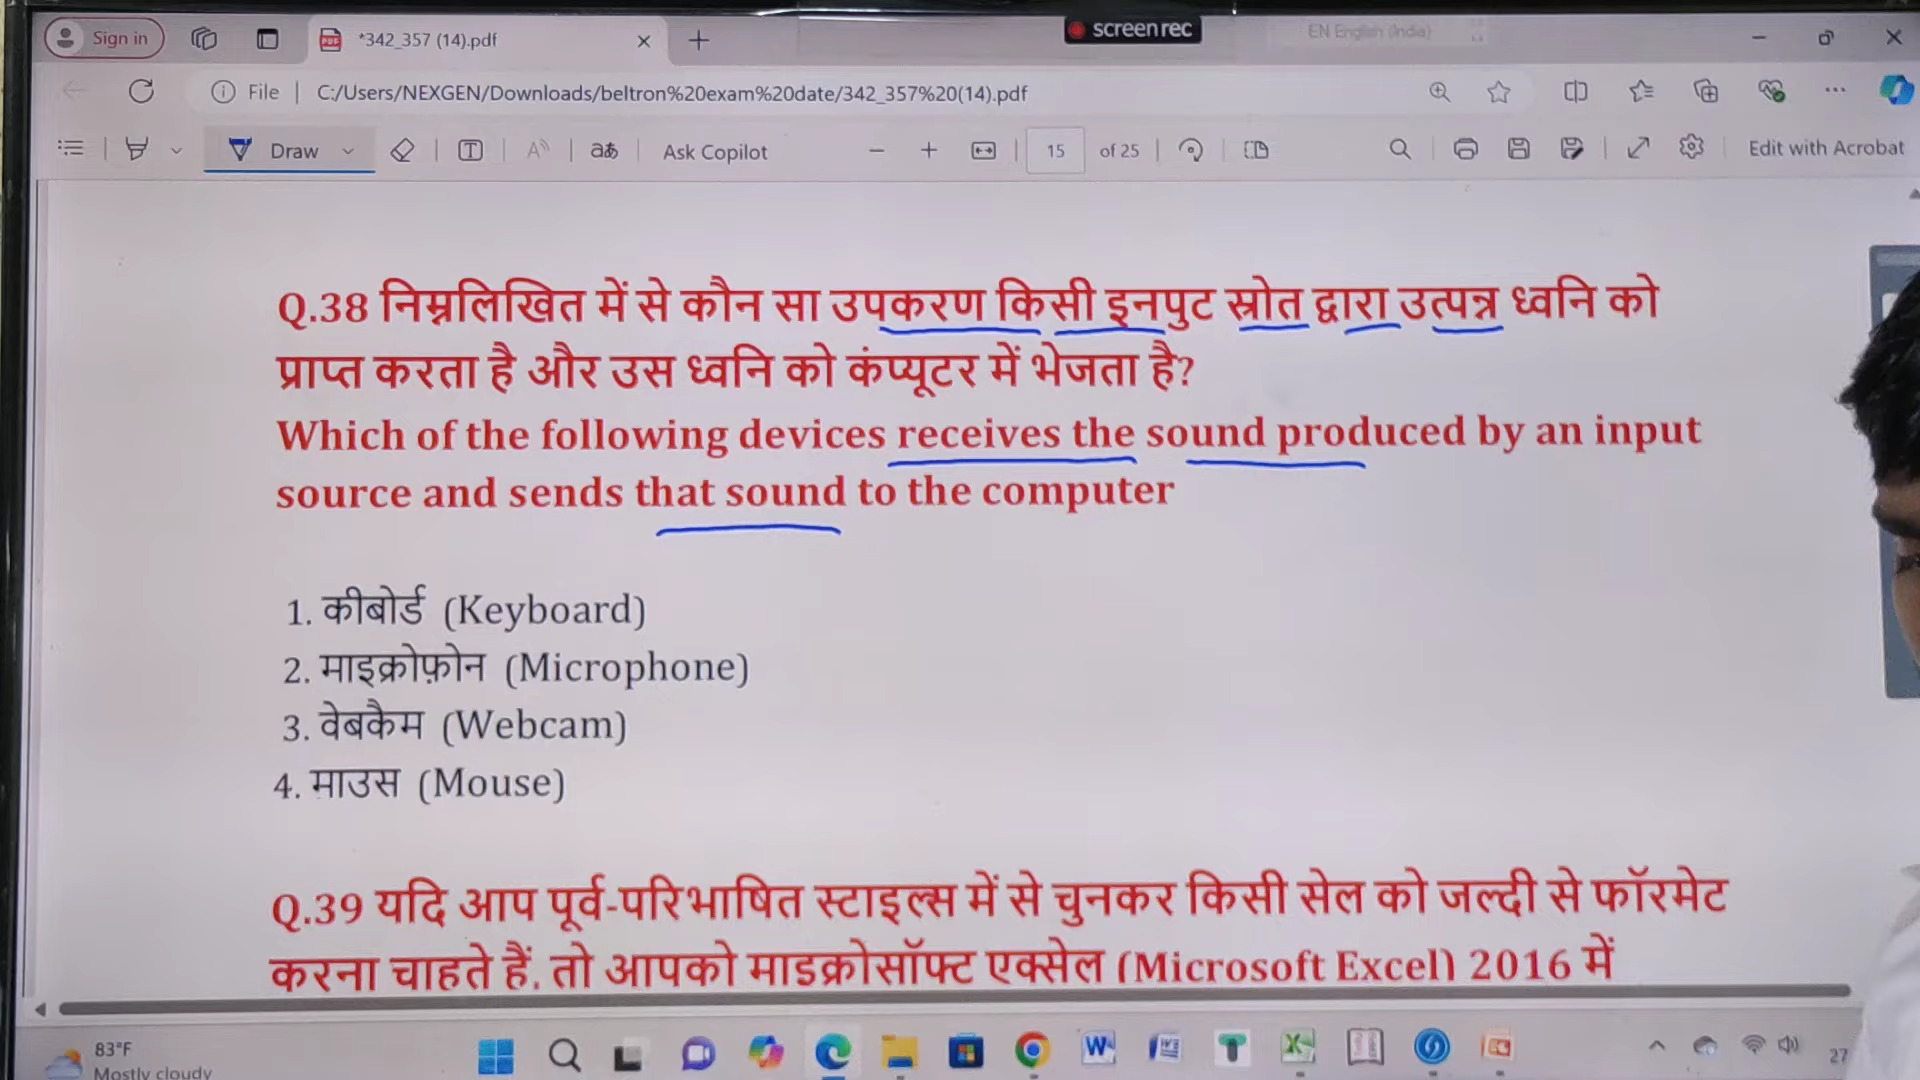 Sign in
*342_357 (14).pdf
screenrec
EN English (India)
File
C:/Users/NEXGEN/Downloads/beltron%20exam%20date/342_357%20(14).pdf
Draw
Ask Copilot
15
of 25
Edit with Acrobat
Q.38 निम्नलिखित में से कौन सा उपकरण किसी इनपुट स्रोत द्वारा उत्पन्न ध्वनि को
प्राप्त करता है और उस ध्वनि को कंप्यूटर में भेजता है?
Which of the following devices receives the sound produced by an input
source and sends that sound to the computer
1. कीबोर्ड (Keyboard)
2. माइक्रोफ़ोन (Microphone)
3. वेबकैम (Webcam)
4. माउस (Mouse)
Q.39 यदि आप पूर्व-परिभाषित स्टाइल्स में से चुनकर किसी सेल को जल्दी से फॉरमेट
करना चाहते हैं, तो आपको माइक्रोसॉफ्ट एक्सेल (Microsoft Excel) 2016 में
83°F
Mostly cloudy
27